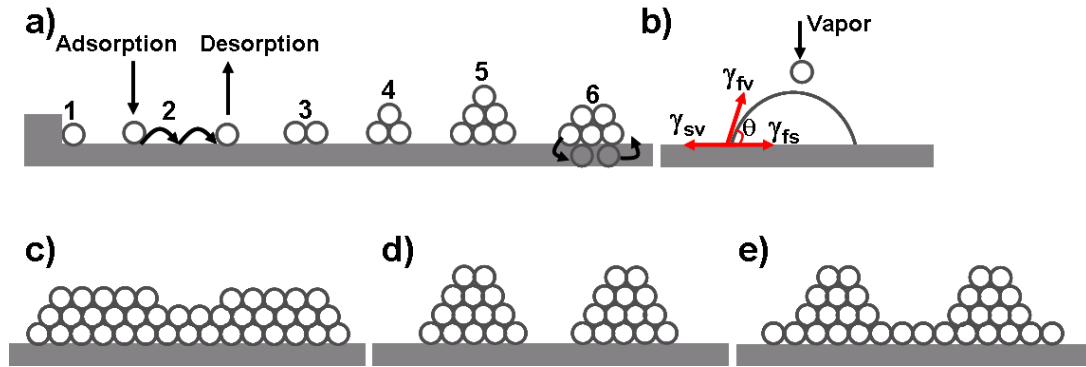 a)
Adsorption Desorption
1 2 3 4 5 6
b)
Vapor
γfv
γsv θ γfs
c) d) e)